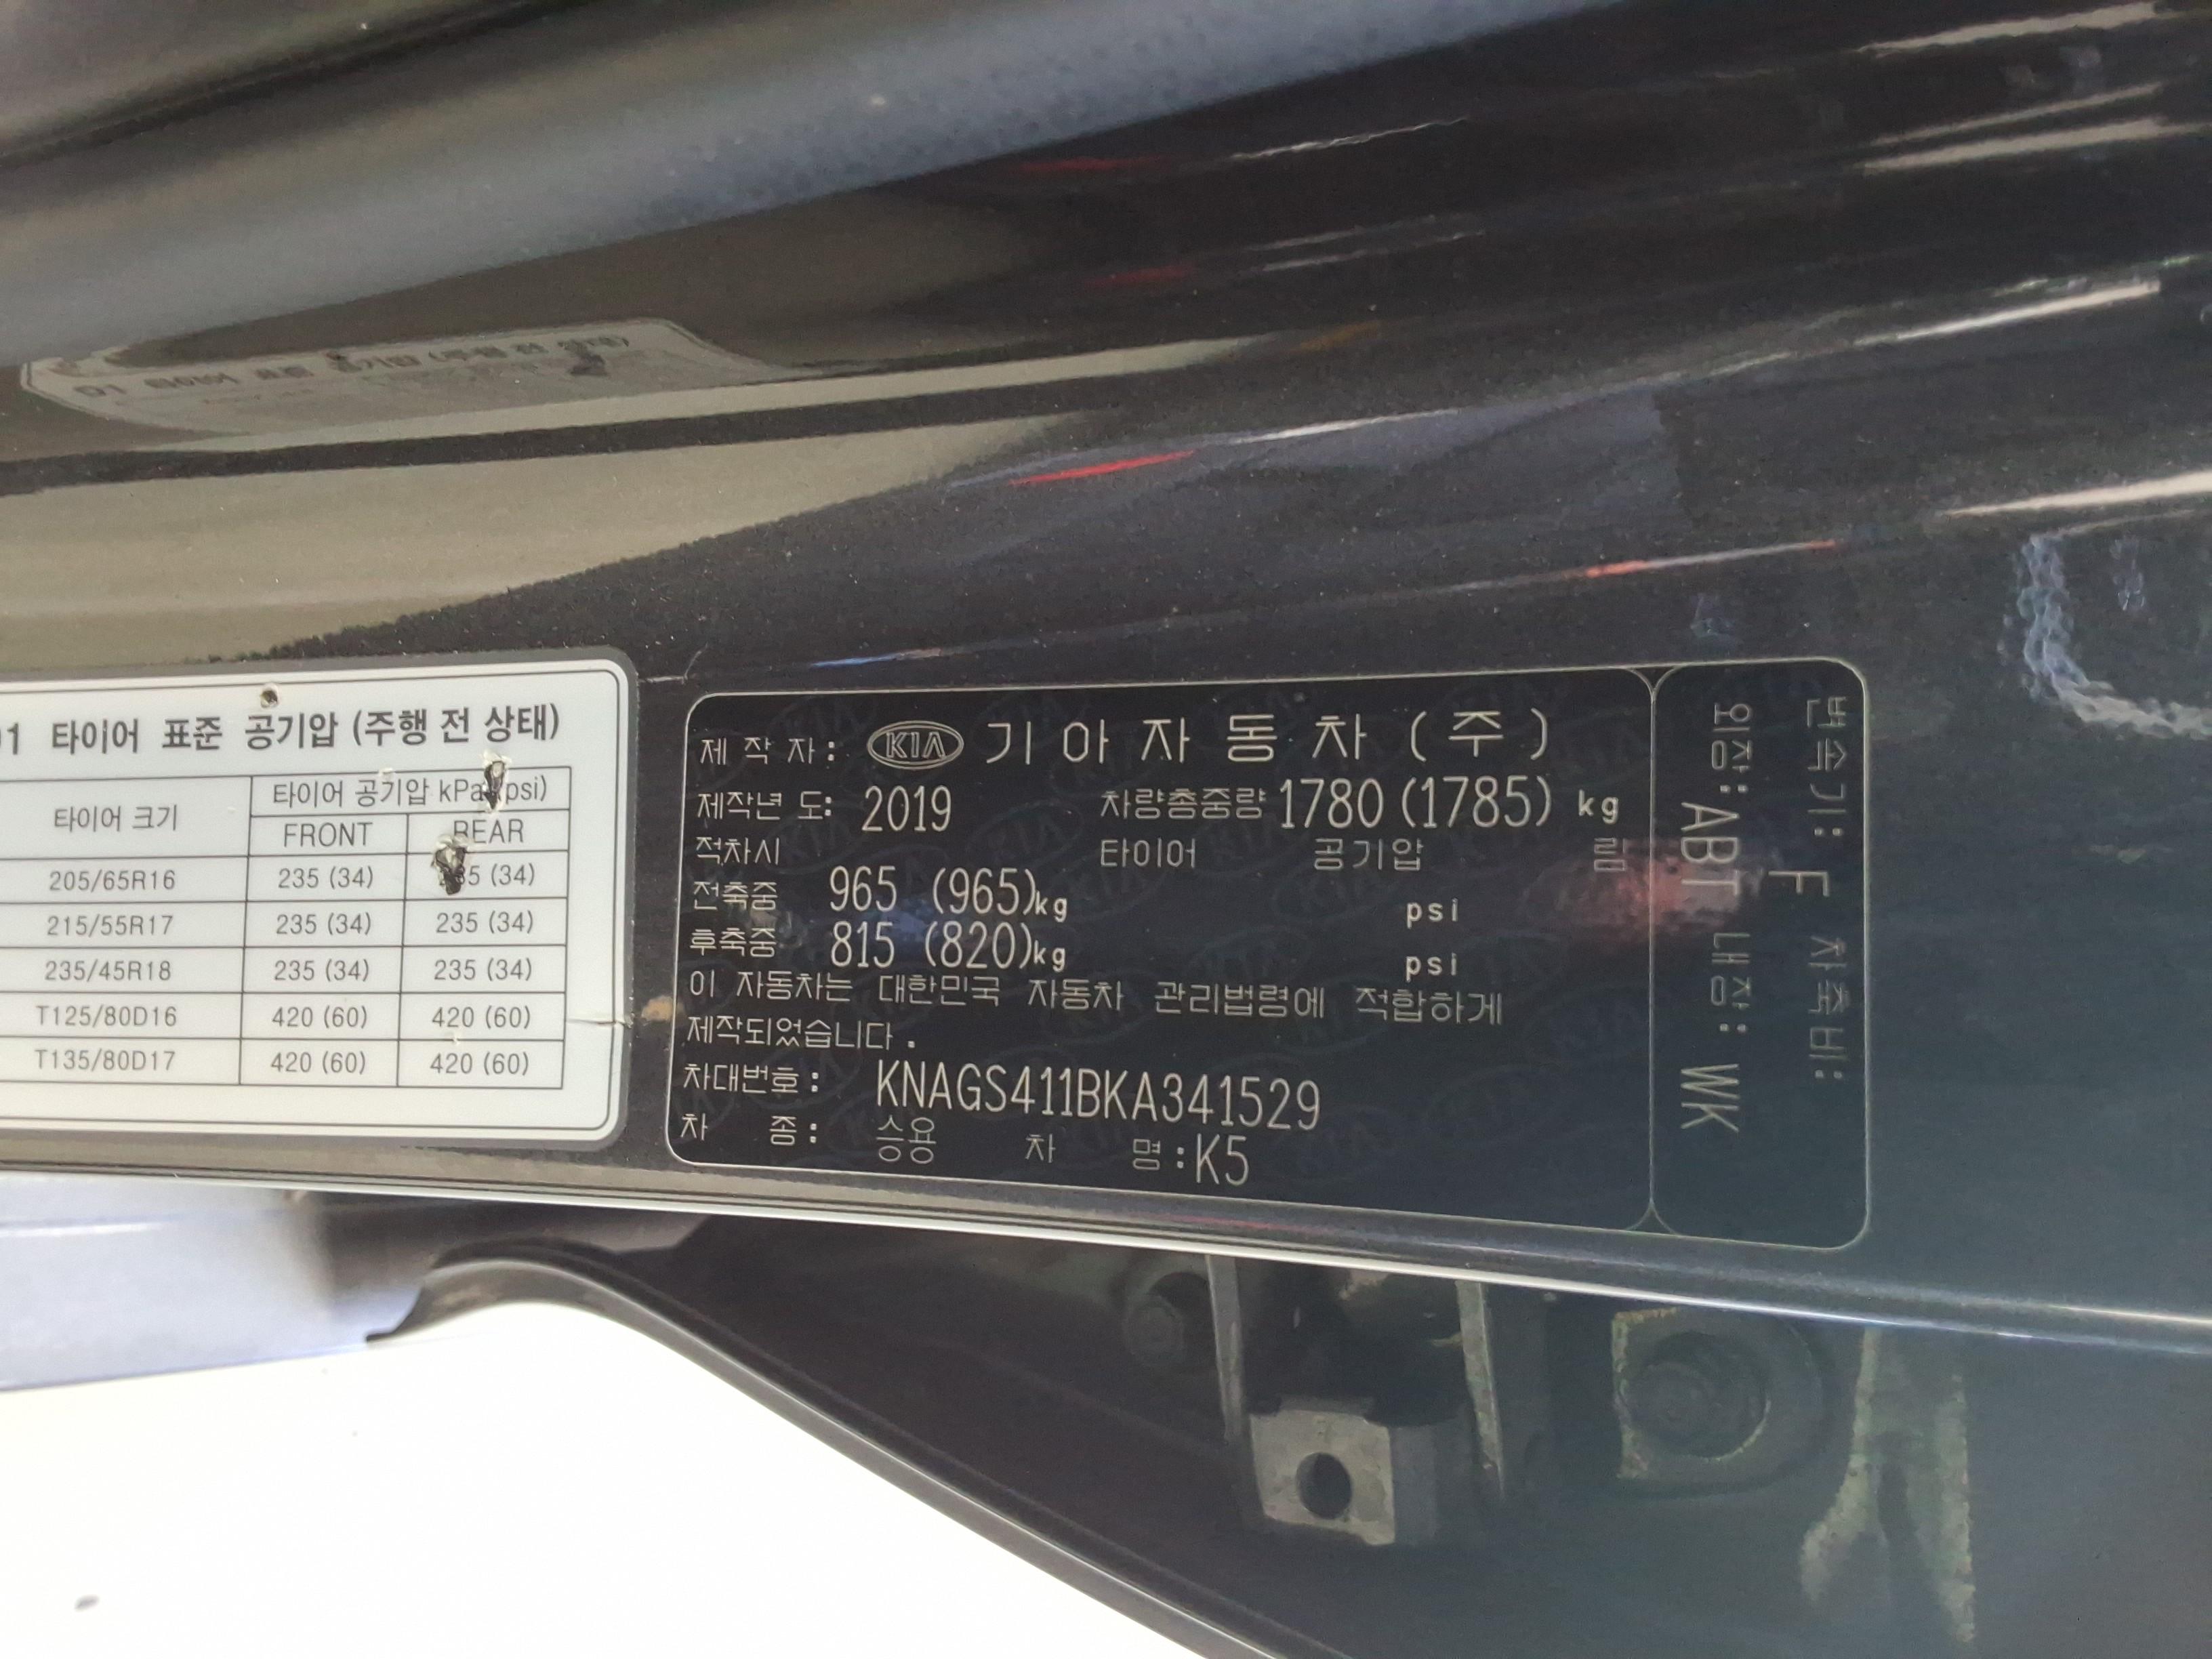 타이어 표준 공기압 (주행 전 상태)
타이어 크기 타이어 공기압 kPa (psi)
FRONT REAR
205/65R16 235 (34) 235 (34)
215/55R17 235 (34) 235 (34)
235/45R18 235 (34) 235 (34)
T125/80D16 420 (60) 420 (60)
T135/80D17 420 (60) 420 (60)
제 작 자: KIA 기아자동차(주)
제작년 도: 2019 차량총중량 1780 (1785) kg
적차시 타이어 공기압 림
전축중 965 (965)kg psi
후축중 815 (820)kg psi
이 자동차는 대한민국 자동차 관리법령에 적합하게
제작되었습니다.
차대번호: KNAGS411BKA341529
차 종: 승용 차 명:K5
변속기: F 차축비:
외장: ABT 내장: WK